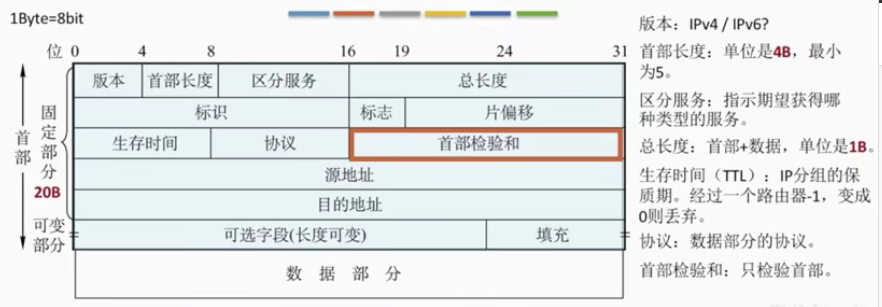 1Byte=8bit
位 0 4 8 16 19 24 31
版本 首部长度 区分服务 总长度
标识 标志 片偏移
生存时间 协议 首部检验和
源地址
目的地址
可选字段(长度可变) 填充
数据部分
首部
固定部分
20B
可变部分
版本：IPv4 / IPv6?
首部长度：单位是4B，最小
为5。
区分服务：指示期望获得哪
种类型的服务。
总长度：首部+数据，单位是1B。
生存时间（TTL）：IP分组的保
质期。经过一个路由器-1，变成
0则丢弃。
协议：数据部分的协议。
首部检验和：只检验首部。